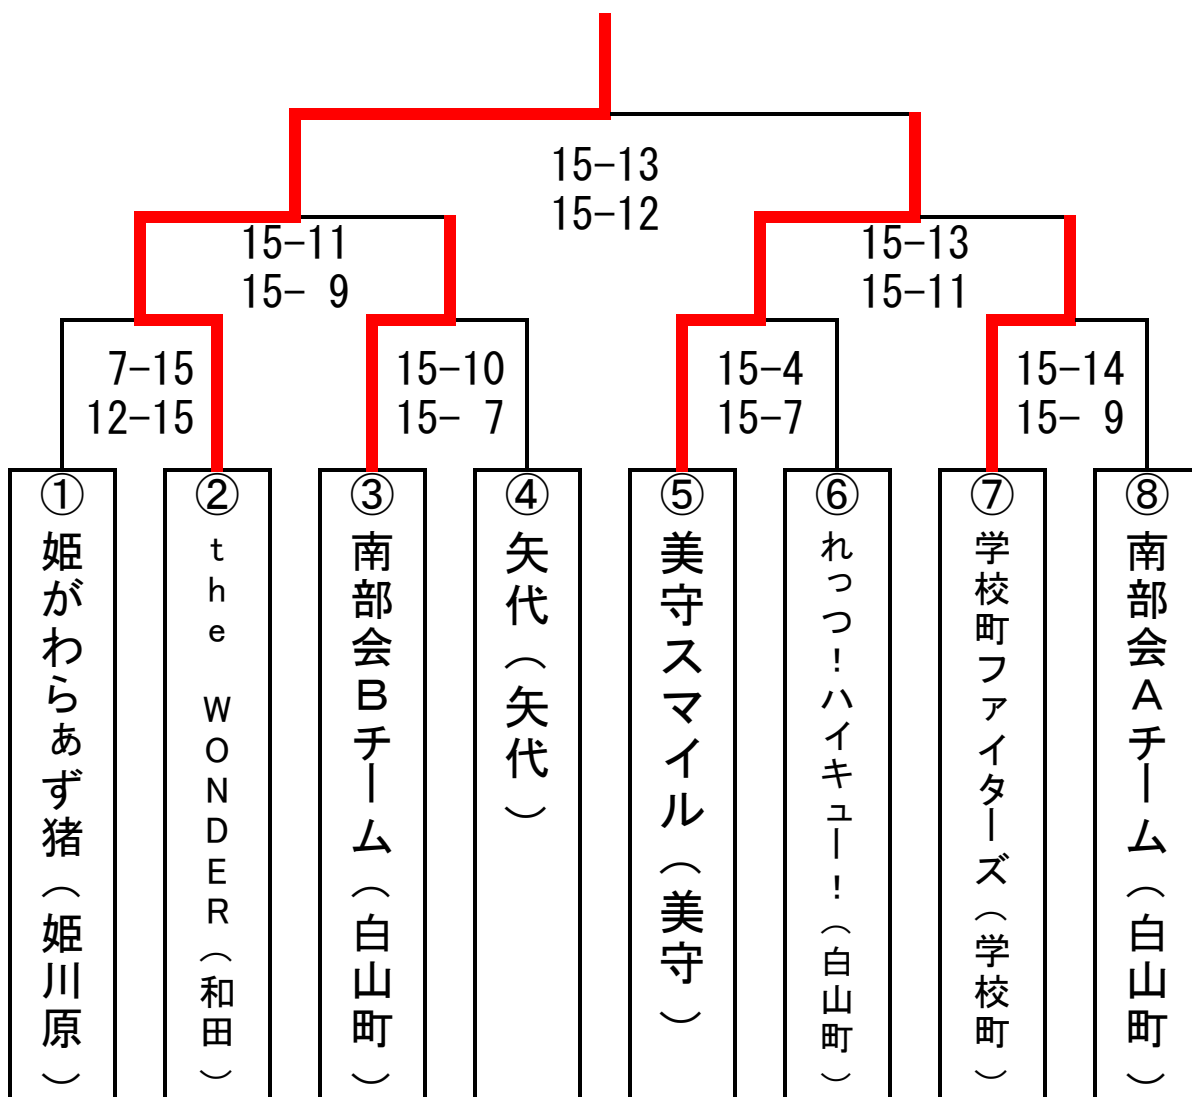 15-13
15-12
15-11
15- 9
15-13
15-11
7-15
12-15
15-10
15- 7
15-4
15-7
15-14
15- 9
①姫がわらぁず猪（姫川原）
②the WONDER（和田）
③南部会Bチーム（白山町）
④矢代（矢代）
⑤美守スマイル（美守）
⑥れっつ！ハイキュー！（白山町）
⑦学校町ファイターズ（学校町）
⑧南部会Aチーム（白山町）